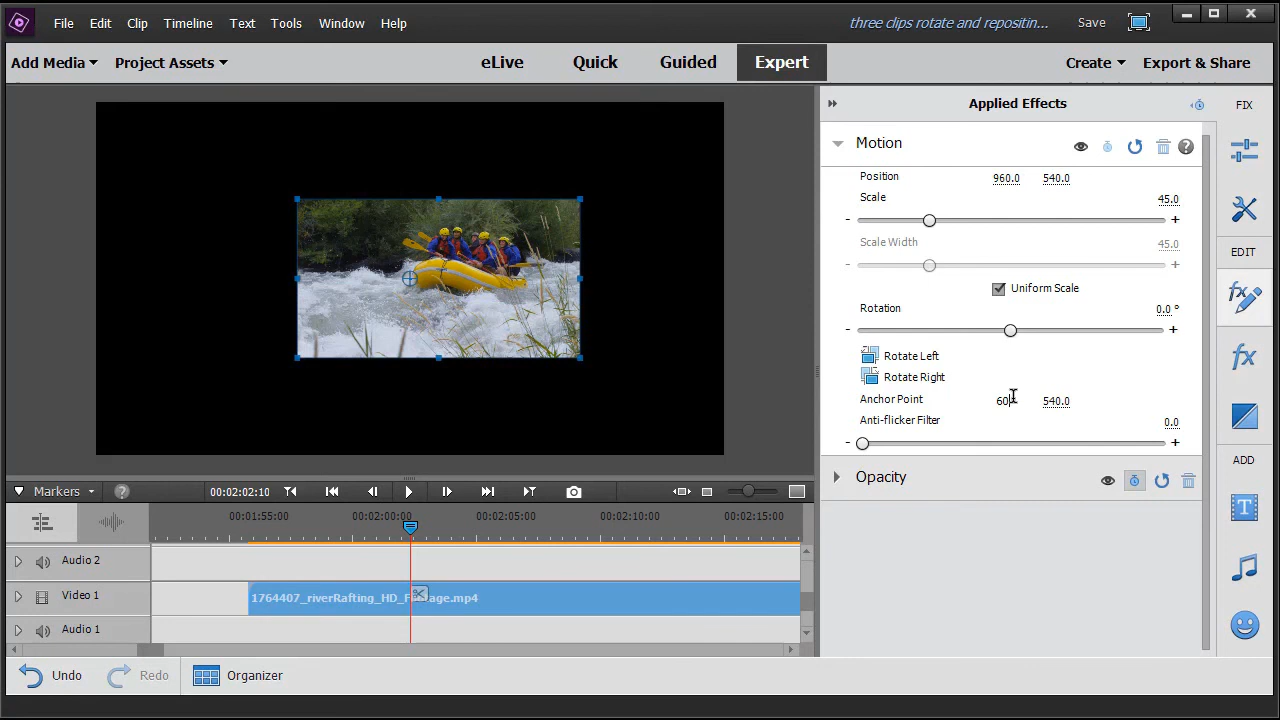 File Edit Clip Timeline Text Tools Window Help three clips rotate and repositin... Save
Add Media Project Assets eLive Quick Guided Expert Create Export & Share
Applied Effects
FIX
Motion
Position 960.0 540.0
Scale 45.0
- +
Scale Width 45.0
- +
Uniform Scale
Rotation 0.0 °
- +
Rotate Left
Rotate Right
Anchor Point 60 540.0
Anti-flicker Filter 0.0
- +
Opacity
EDIT
ADD
Markers 00:02:02:10
00:01:55:00 00:02:00:00 00:02:05:00 00:02:10:00 00:02:15:00
Audio 2
Video 1 1764407_riverRafting_HD_F age.mp4
Audio 1
Undo Redo Organizer